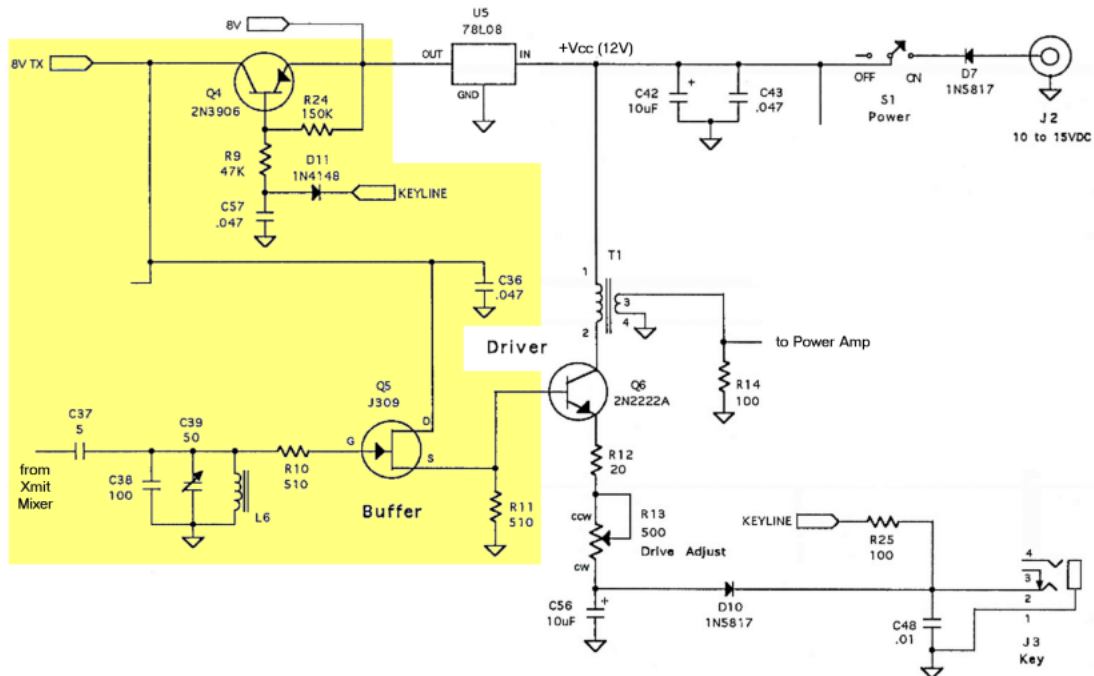 8V
U5
78L08
+Vcc (12V)
8V TX
OUT
IN
GND
OFF
ON
S1
Power
D7
1N5817
J2
10 to 15VDC
Q4
2N3906
R24
150K
C42
10uF
+
C43
.047
R9
47K
D11
1N4148
KEYLINE
C57
.047
C36
.047
T1
1
2
3
4
Driver
to Power Amp
Q6
2N2222A
R14
100
Q5
J309
D
G
S
C37
5
C39
50
from
Xmit
Mixer
C38
100
L6
R10
510
Buffer
R11
510
R12
20
CCW
R13
500
Drive Adjust
CW
KEYLINE
R25
100
C56
10uF
+
D10
1N5817
C48
.01
4
3
2
1
J3
Key